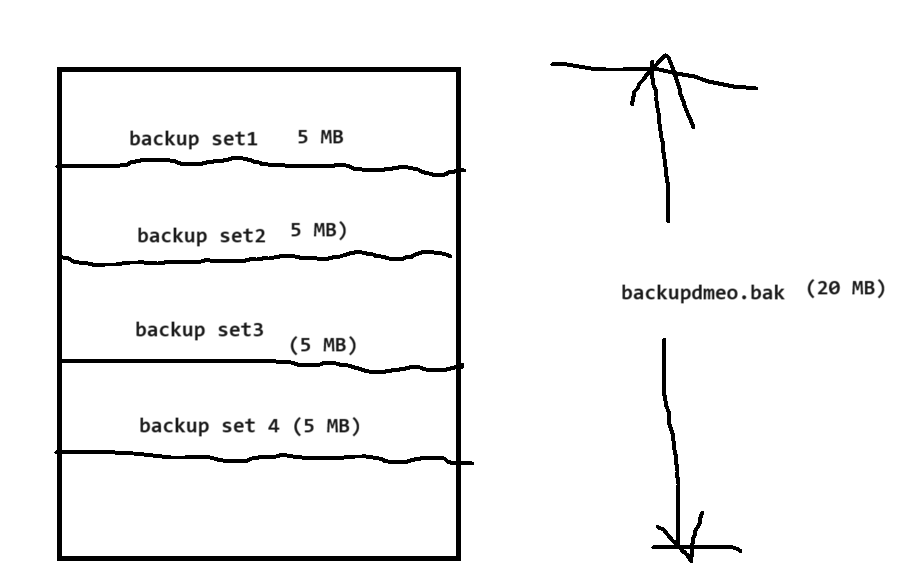 backup set1 5 MB
backup set2 5 MB)
backupdmeo.bak (20 MB)
backup set3
(5 MB)
backup set 4 (5 MB)